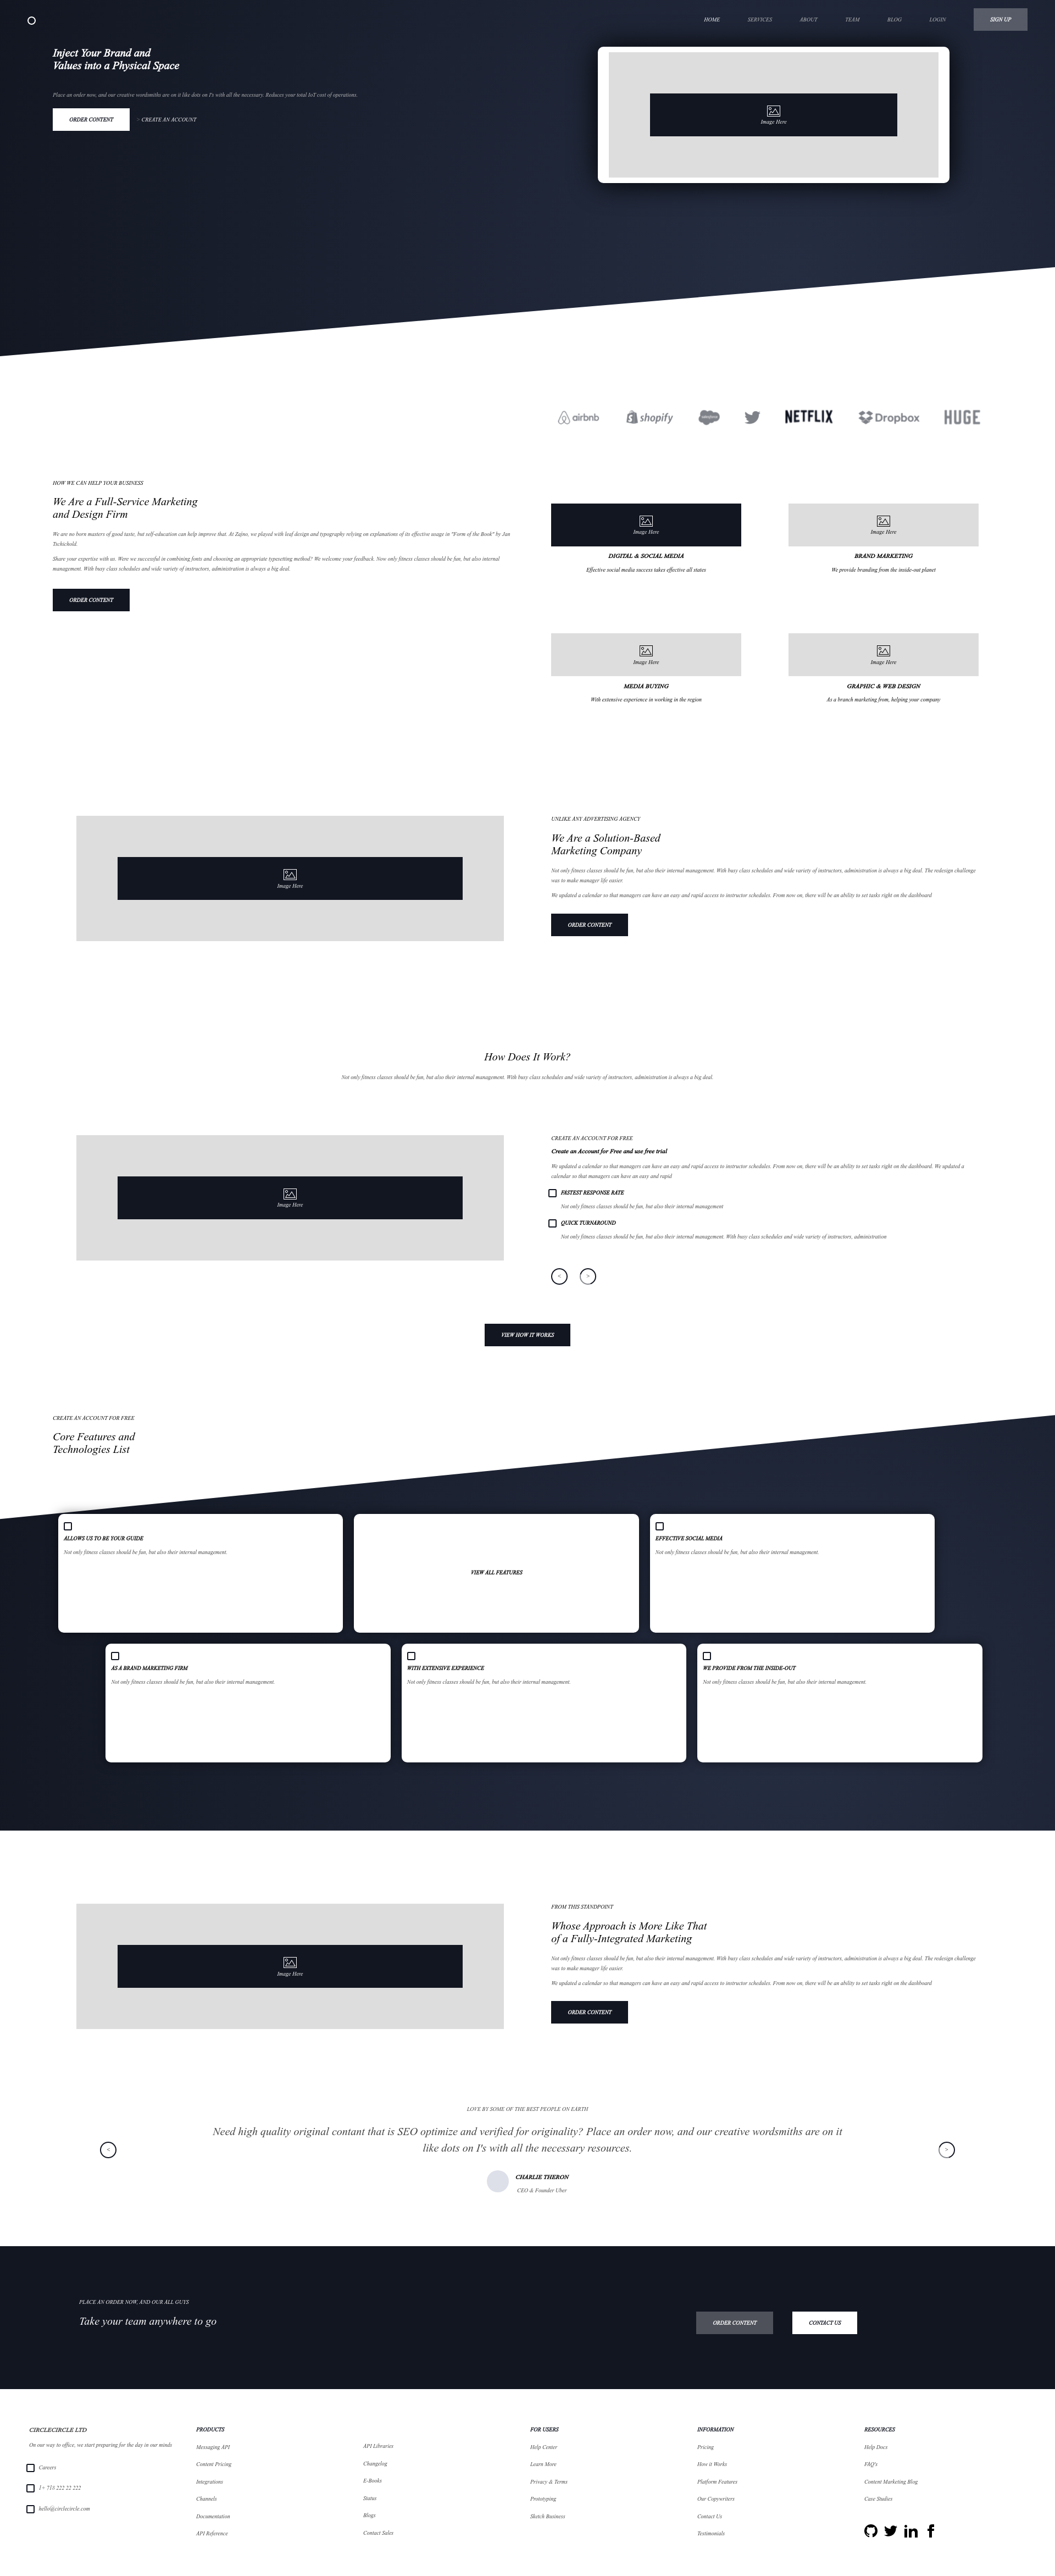 HOME SERVICES ABOUT TEAM BLOG LOGIN SIGN UP
Inject Your Brand and
Values into a Physical Space
Place an order now, and our creative wordsmiths are on it like dots on I's with all the necessary. Reduces your total IoT cost of operations.
ORDER CONTENT > CREATE AN ACCOUNT
Image Here
airbnb shopify salesforce NETFLIX Dropbox HUGE
HOW WE CAN HELP YOUR BUSINESS
We Are a Full-Service Marketing
and Design Firm
We are no born masters of good taste, but self-education can help improve that. At Zajno, we played with leaf design and typography relying on explanations of its effective usage in "Form of the Book" by Jan
Tschichold
Share your expertise with us. Were we successful in combining fonts and choosing an appropriate typesetting method? We welcome your feedback. Now only fitness classes should be fun, but also internal
management. With busy class schedules and wide variety of instructors, administration is always a big deal.
ORDER CONTENT
Image Here
DIGITAL & SOCIAL MEDIA
Effective social media success takes effective all states
Image Here
BRAND MARKETING
We provide branding from the inside-out planet
Image Here
MEDIA BUYING
With extensive experience in working in the region
Image Here
GRAPHIC & WEB DESIGN
As a branch marketing from, helping your company
Image Here
UNLIKE ANY ADVERTISING AGENCY
We Are a Solution-Based
Marketing Company
Not only fitness classes should be fun, but also their internal management. With busy class schedules and wide variety of instructors, administration is always a big deal. The redesign challenge
was to make manager life easier
We updated a calendar so that managers can have an easy and rapid access to instructor schedules. From now on, there will be an ability to set tasks right on the dashboard
ORDER CONTENT
How Does It Work?
Not only fitness classes should be fun, but also their internal management. With busy class schedules and wide variety of instructors, administration is always a big deal.
Image Here
CREATE AN ACCOUNT FOR FREE
Create an Account for Free and use free trial
We updated a calendar so that managers can have an easy and rapid access to instructor schedules. From now on, there will be an ability to set tasks right on the dashboard. We updated a
calendar so that managers can have an easy and rapid
FASTEST RESPONSE RATE
Not only fitness classes should be fun, but also their internal management
QUICK TURNAROUND
Not only fitness classes should be fun, but also their internal management. With busy class schedules and wide variety of instructors, administration
< >
VIEW HOW IT WORKS
CREATE AN ACCOUNT FOR FREE
Core Features and
Technologies List
ALLOWS US TO BE YOUR GUIDE
Not only fitness classes should be fun, but also their internal management.
VIEW ALL FEATURES
EFFECTIVE SOCIAL MEDIA
Not only fitness classes should be fun, but also their internal management.
AS A BRAND MARKETING FIRM
Not only fitness classes should be fun, but also their internal management.
WITH EXTENSIVE EXPERIENCE
Not only fitness classes should be fun, but also their internal management.
WE PROVIDE FROM THE INSIDE-OUT
Not only fitness classes should be fun, but also their internal management.
Image Here
FROM THIS STANDPOINT
Whose Approach is More Like That
of a Fully-Integrated Marketing
Not only fitness classes should be fun, but also their internal management. With busy class schedules and wide variety of instructors, administration is always a big deal. The redesign challenge
was to make manager life easier
We updated a calendar so that managers can have an easy and rapid access to instructor schedules. From now on, there will be an ability to set tasks right on the dashboard
ORDER CONTENT
LOVE BY SOME OF THE BEST PEOPLE ON EARTH
Need high quality original contant that is SEO optimize and verified for originality? Place an order now, and our creative wordsmiths are on it
like dots on I's with all the necessary resources.
< >
CHARLIE THERON
CEO & Founder Uber
PLACE AN ORDER NOW, AND OUR ALL GUYS
Take your team anywhere to go
ORDER CONTENT CONTACT US
CIRCLECIRCLE LTD
On our way to office, we start preparing for the day in our minds
Careers
1+ 718 222 22 222
hello@circlecircle.com
PRODUCTS
Messaging API
Content Pricing
Integrations
Channels
Documentation
API Reference
API Libraries
Changelog
E-Books
Status
Blogs
Contact Sales
FOR USERS
Help Center
Learn More
Privacy & Terms
Prototyping
Sketch Business
INFORMATION
Pricing
How it Works
Platform Features
Our Copywriters
Contact Us
Testimonials
RESOURCES
Help Docs
FAQ's
Content Marketing Blog
Case Studies